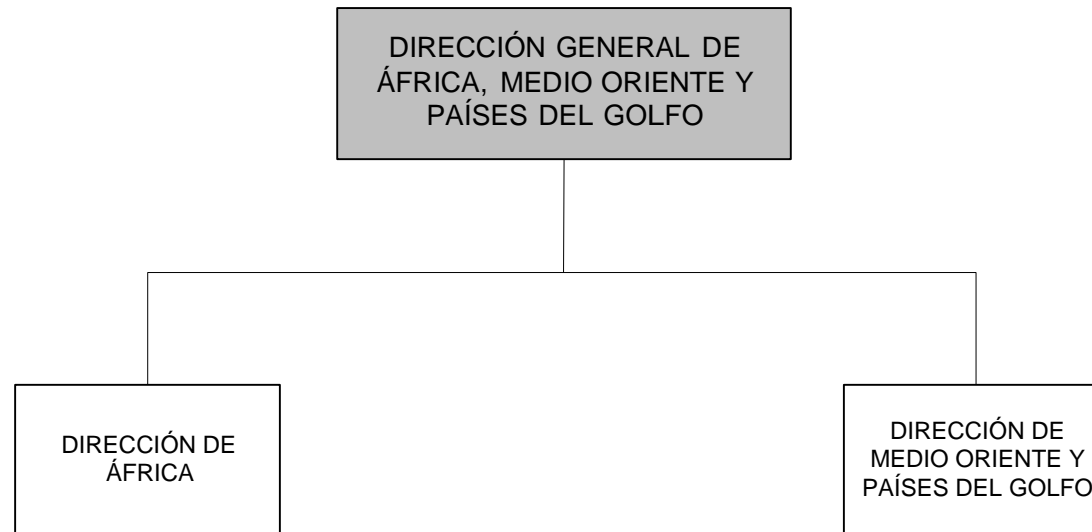 DIRECCIÓN GENERAL DE
ÁFRICA, MEDIO ORIENTE Y
PAÍSES DEL GOLFO
DIRECCIÓN DE
ÁFRICA
DIRECCIÓN DE
MEDIO ORIENTE Y
PAÍSES DEL GOLFO